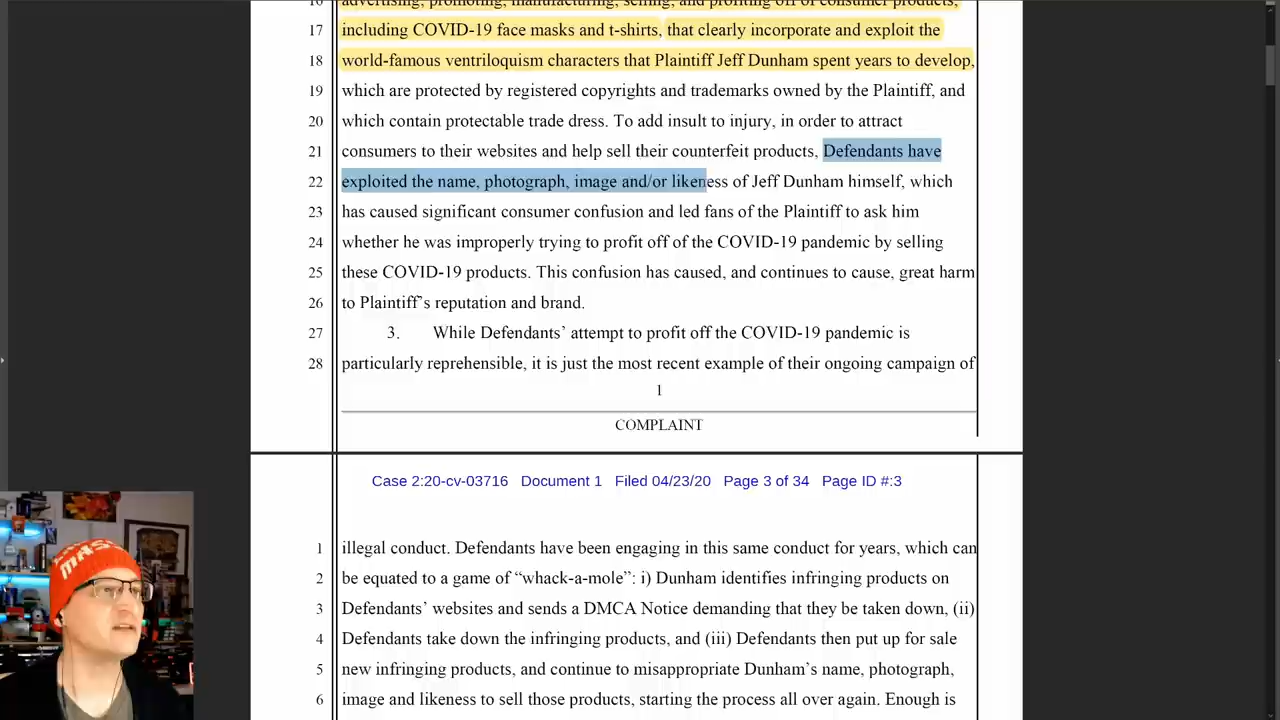 16 advertising, promoting, manufacturing, selling, and profiting off of consumer products,
17 including COVID-19 face masks and t-shirts, that clearly incorporate and exploit the
18 world-famous ventriloquism characters that Plaintiff Jeff Dunham spent years to develop,
19 which are protected by registered copyrights and trademarks owned by the Plaintiff, and
20 which contain protectable trade dress. To add insult to injury, in order to attract
21 consumers to their websites and help sell their counterfeit products, Defendants have
22 exploited the name, photograph, image and/or likeness of Jeff Dunham himself, which
23 has caused significant consumer confusion and led fans of the Plaintiff to ask him
24 whether he was improperly trying to profit off of the COVID-19 pandemic by selling
25 these COVID-19 products. This confusion has caused, and continues to cause, great harm
26 to Plaintiff's reputation and brand.
27 3. While Defendants' attempt to profit off the COVID-19 pandemic is
28 particularly reprehensible, it is just the most recent example of their ongoing campaign of
1
COMPLAINT
Case 2:20-cv-03716 Document 1 Filed 04/23/20 Page 3 of 34 Page ID #:3
1 illegal conduct. Defendants have been engaging in this same conduct for years, which can
2 be equated to a game of “whack-a-mole”: i) Dunham identifies infringing products on
3 Defendants' websites and sends a DMCA Notice demanding that they be taken down, (ii)
4 Defendants take down the infringing products, and (iii) Defendants then put up for sale
5 new infringing products, and continue to misappropriate Dunham's name, photograph,
6 image and likeness to sell those products, starting the process all over again. Enough is